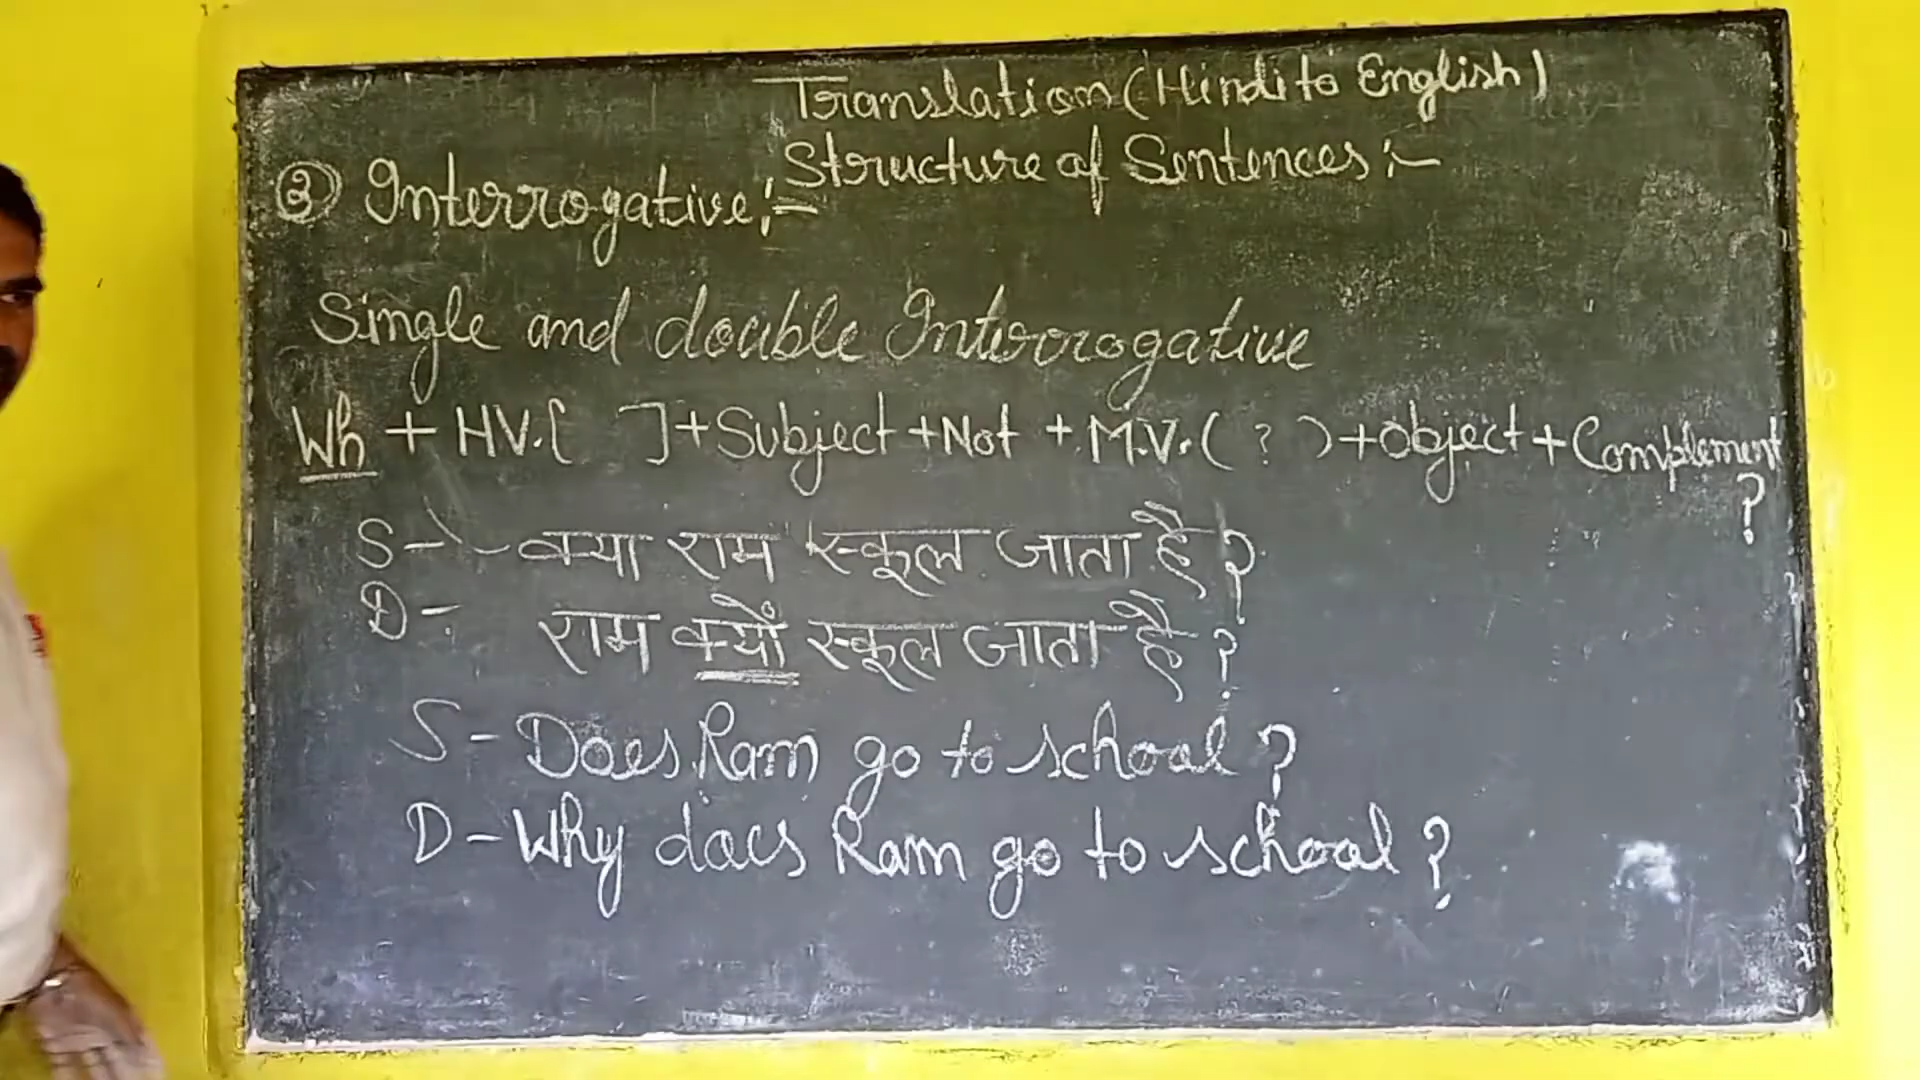 Translation (Hindi to English)
Structure of Sentences :-
③ Interrogative :-
Single and double Interrogative
Wh + HV. [ ] + Subject + Not + M.V. ( ? ) + Object + Complement ?
S - क्या राम स्कूल जाता है ?
D - राम क्यों स्कूल जाता है ?
S - Does Ram go to school ?
D - Why does Ram go to school ?